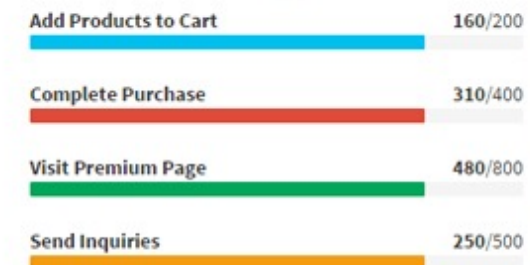 Add Products to Cart 160/200
Complete Purchase 310/400
Visit Premium Page 480/800
Send Inquiries 250/500